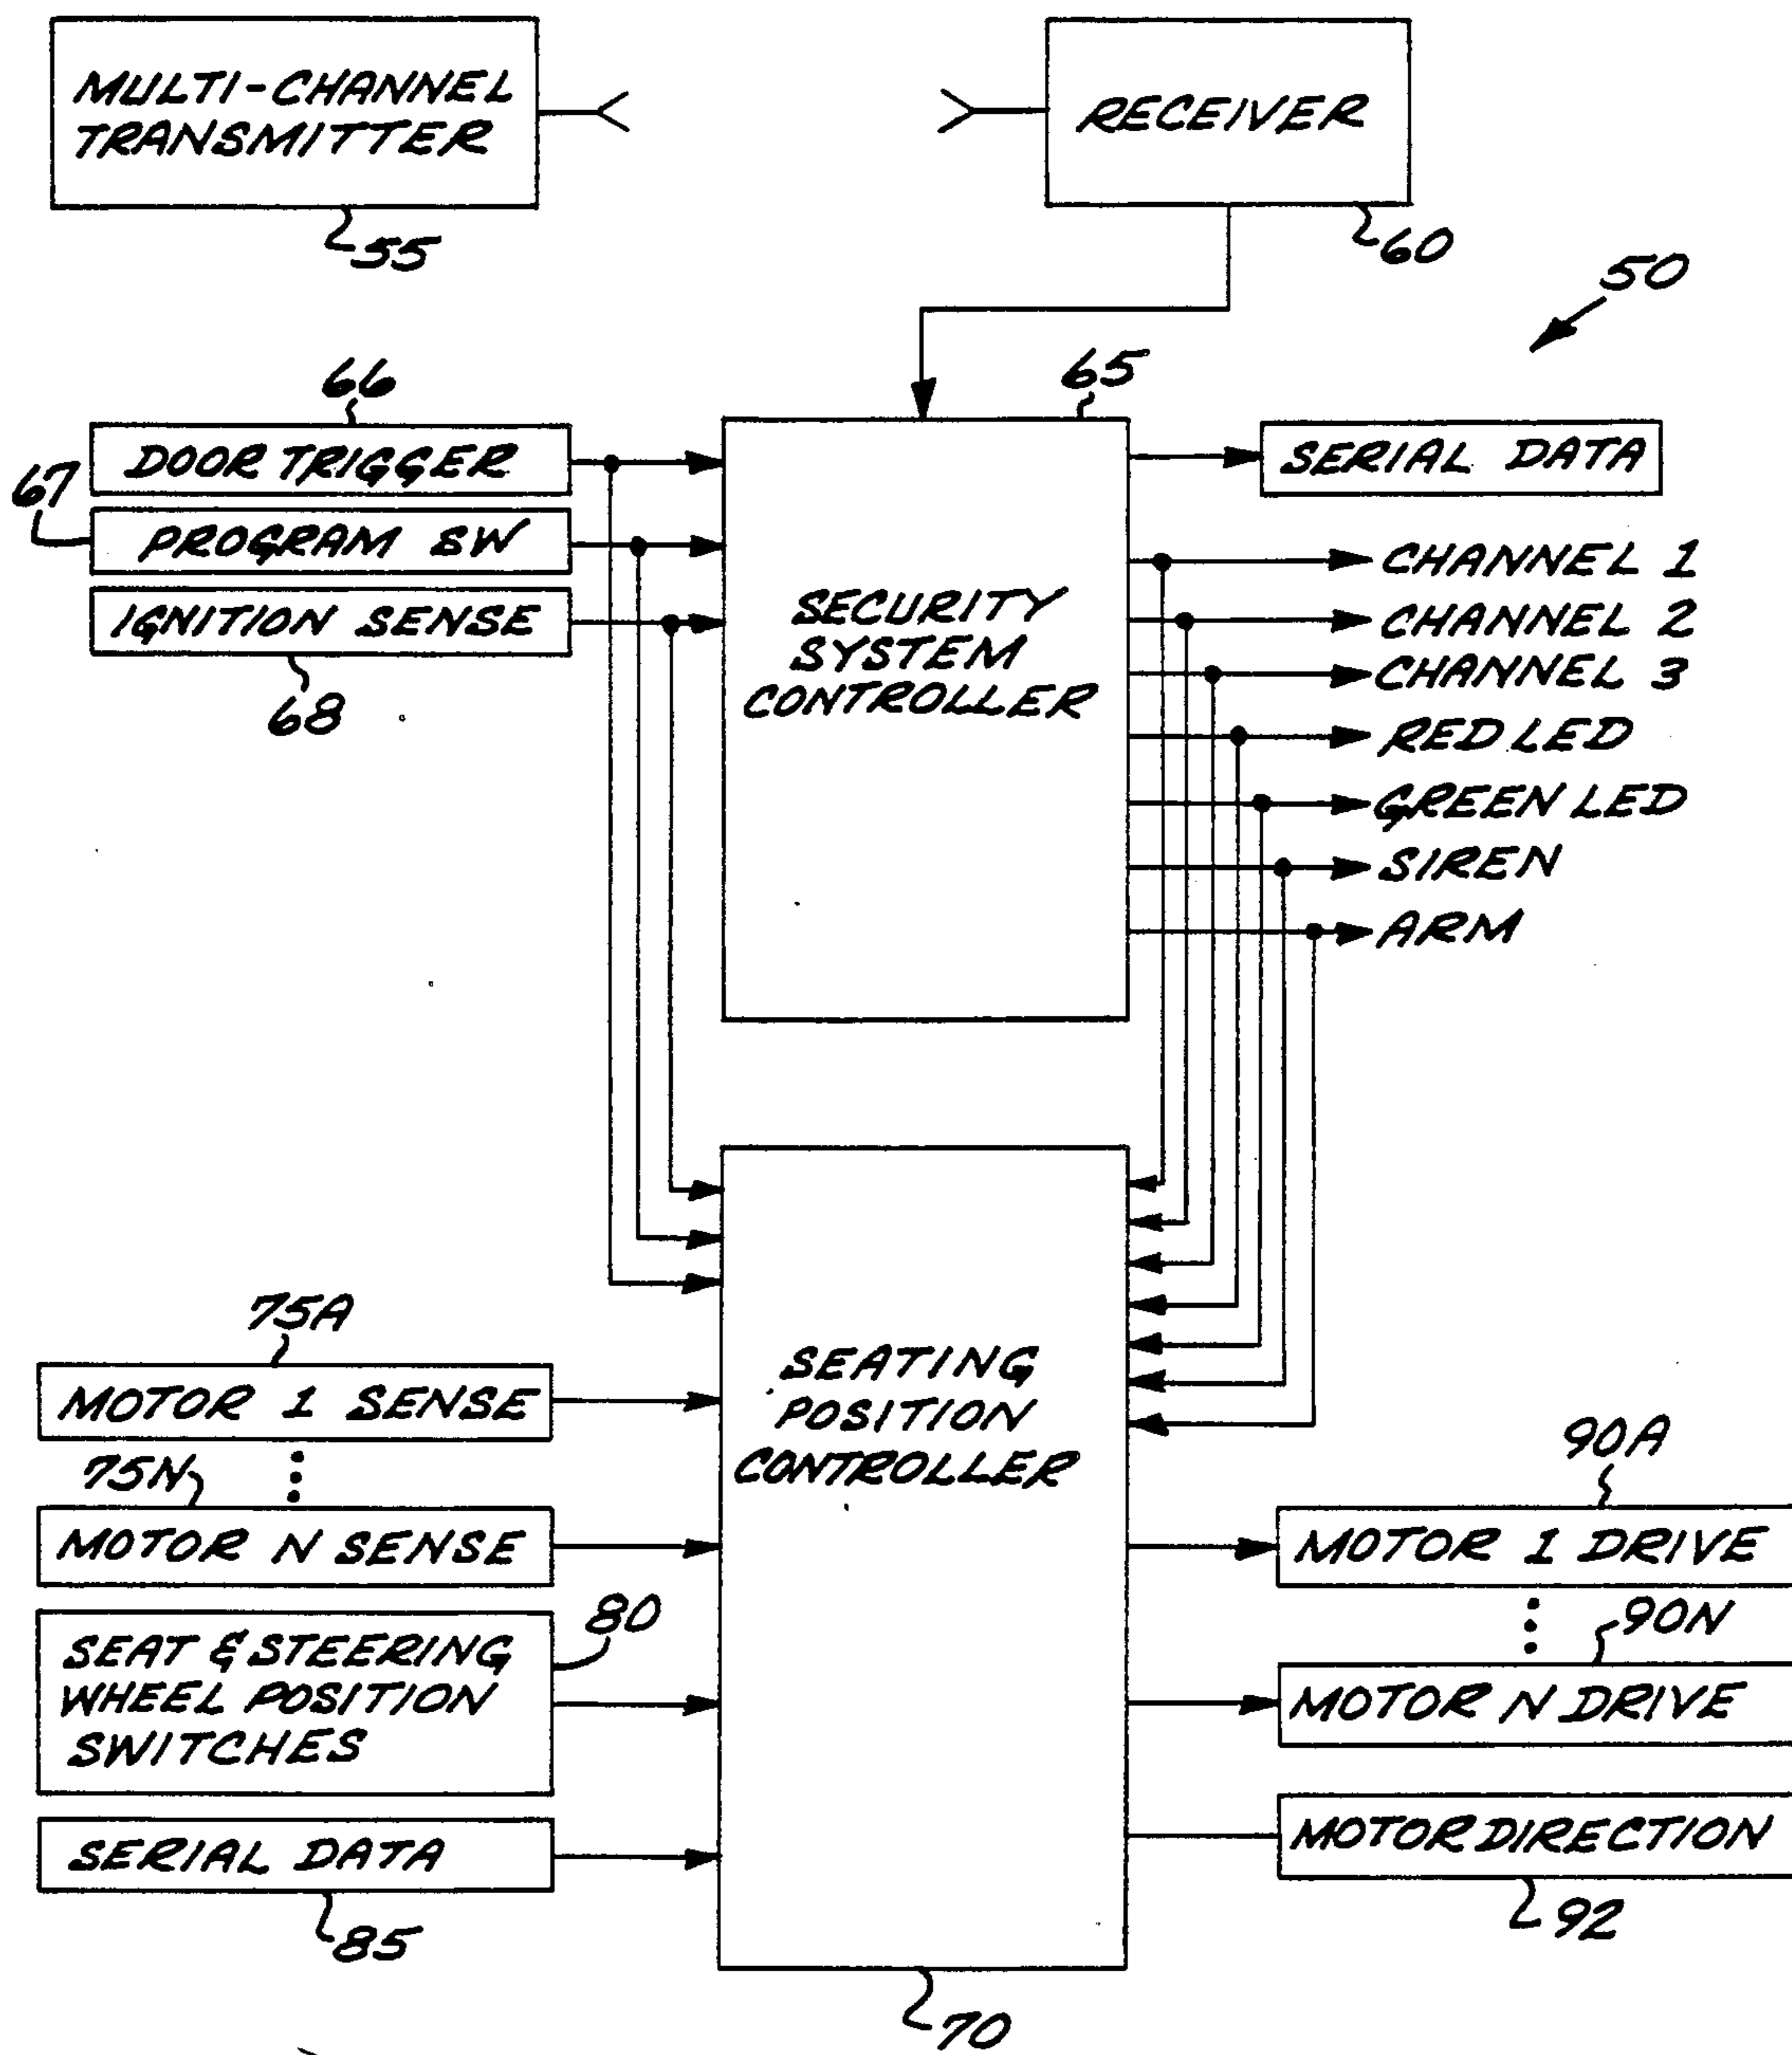 MULTI-CHANNEL
TRANSMITTER
55
RECEIVER
60
50
66
DOOR TRIGGER
67
PROGRAM SW
IGNITION SENSE
68
65
SECURITY
SYSTEM
CONTROLLER
SERIAL DATA
CHANNEL 1
CHANNEL 2
CHANNEL 3
RED LED
GREEN LED
SIREN
ARM
75A
MOTOR 1 SENSE
75N
MOTOR N SENSE
80
SEAT & STEERING
WHEEL POSITION
SWITCHES
SERIAL DATA
85
SEATING
POSITION
CONTROLLER
70
90A
MOTOR 1 DRIVE
90N
MOTOR N DRIVE
MOTOR DIRECTION
92